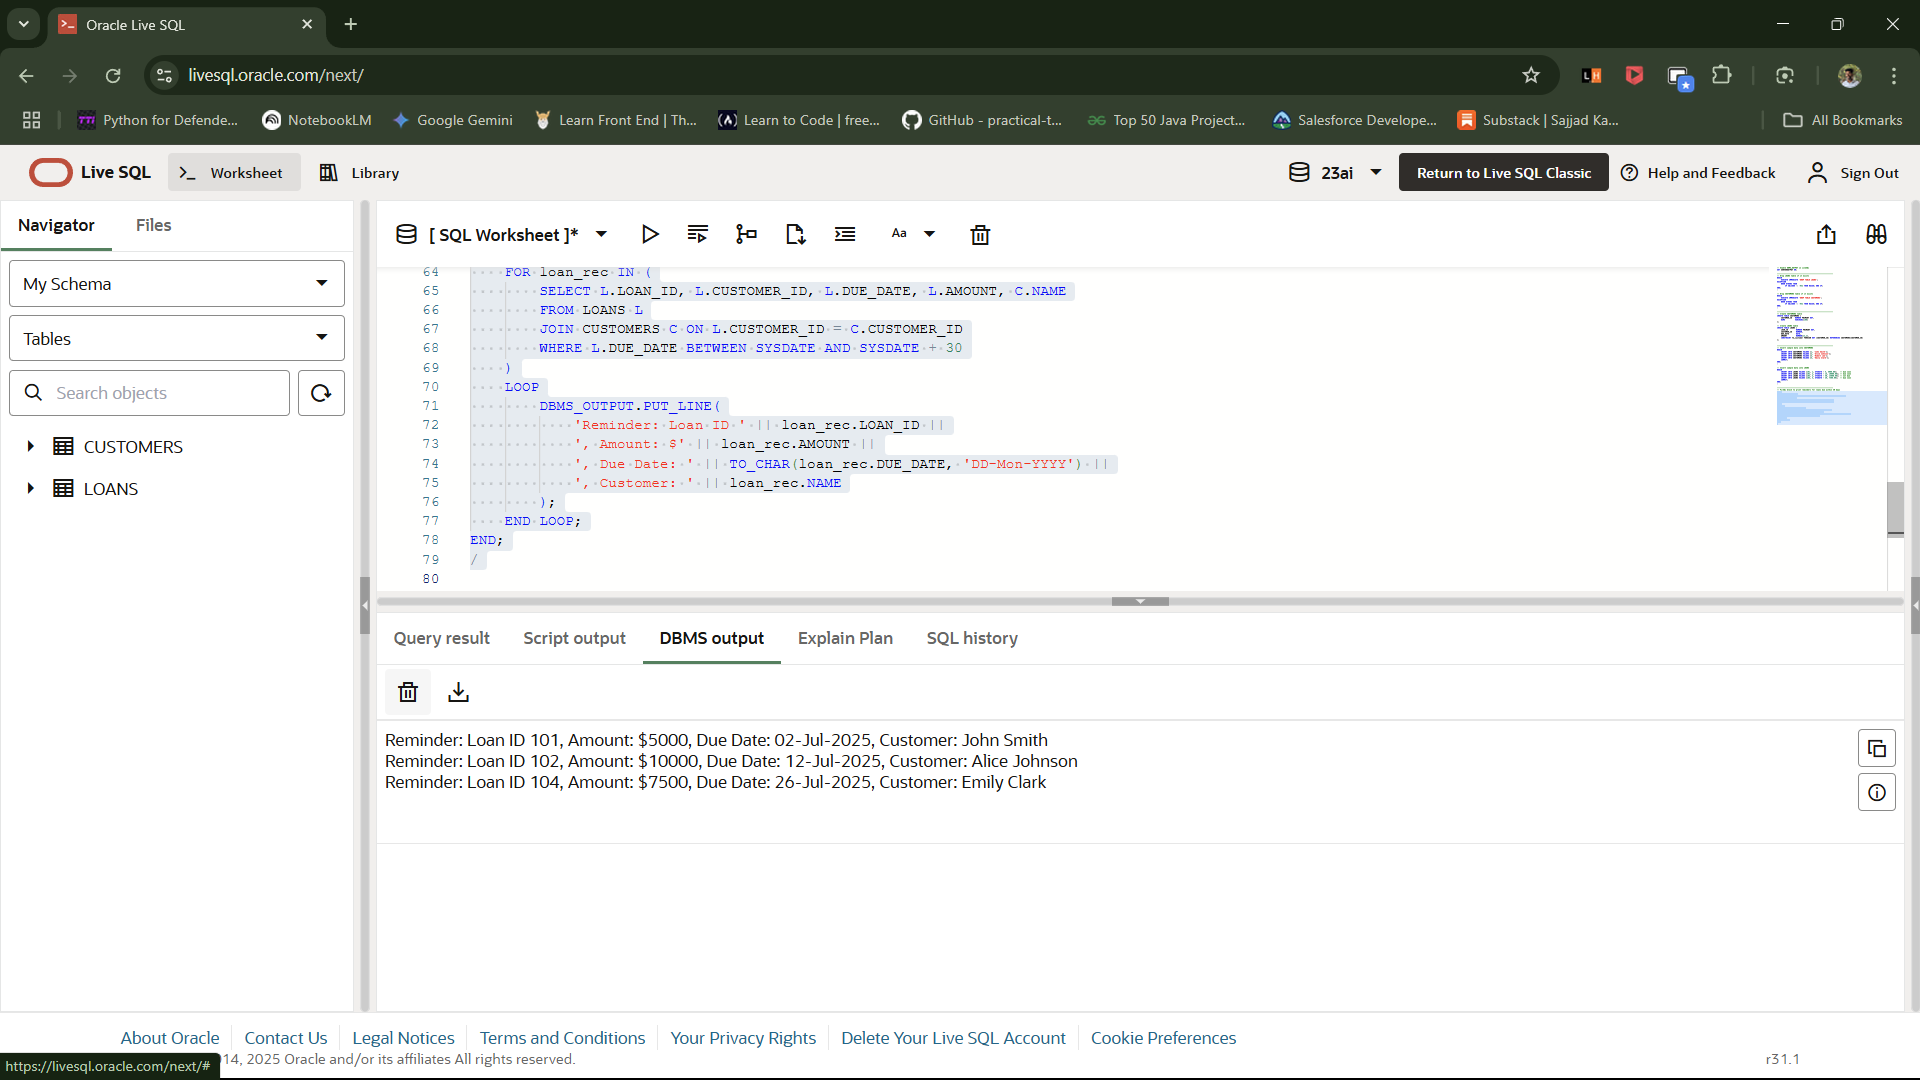 Oracle Live SQL
livesql.oracle.com/next/
Python for Defende...
NotebookLM
Google Gemini
Learn Front End | Th...
Learn to Code | free...
GitHub - practical-t...
Top 50 Java Project...
Salesforce Develope...
Substack | Sajjad Ka...
All Bookmarks
Live SQL
>_ Worksheet
Library
23ai
Return to Live SQL Classic
Help and Feedback
Sign Out
Navigator
Files
My Schema
Tables
Search objects
CUSTOMERS
LOANS
[ SQL Worksheet ]*
Aa
64 FOR loan_rec IN (
65 SELECT L.LOAN_ID, L.CUSTOMER_ID, L.DUE_DATE, L.AMOUNT, C.NAME
66 FROM LOANS L
67 JOIN CUSTOMERS C ON L.CUSTOMER_ID = C.CUSTOMER_ID
68 WHERE L.DUE_DATE BETWEEN SYSDATE AND SYSDATE + 30
69 )
70 LOOP
71 DBMS_OUTPUT.PUT_LINE(
72 'Reminder: Loan ID ' || loan_rec.LOAN_ID ||
73 ', Amount: $' || loan_rec.AMOUNT ||
74 ', Due Date: ' || TO_CHAR(loan_rec.DUE_DATE, 'DD-Mon-YYYY') ||
75 ', Customer: ' || loan_rec.NAME
76 );
77 END LOOP;
78 END;
79 /
80
Query result
Script output
DBMS output
Explain Plan
SQL history
Reminder: Loan ID 101, Amount: $5000, Due Date: 02-Jul-2025, Customer: John Smith
Reminder: Loan ID 102, Amount: $10000, Due Date: 12-Jul-2025, Customer: Alice Johnson
Reminder: Loan ID 104, Amount: $7500, Due Date: 26-Jul-2025, Customer: Emily Clark
About Oracle
Contact Us
Legal Notices
Terms and Conditions
Your Privacy Rights
Delete Your Live SQL Account
Cookie Preferences
https://livesql.oracle.com/next/#
14, 2025 Oracle and/or its affiliates All rights reserved.
r31.1